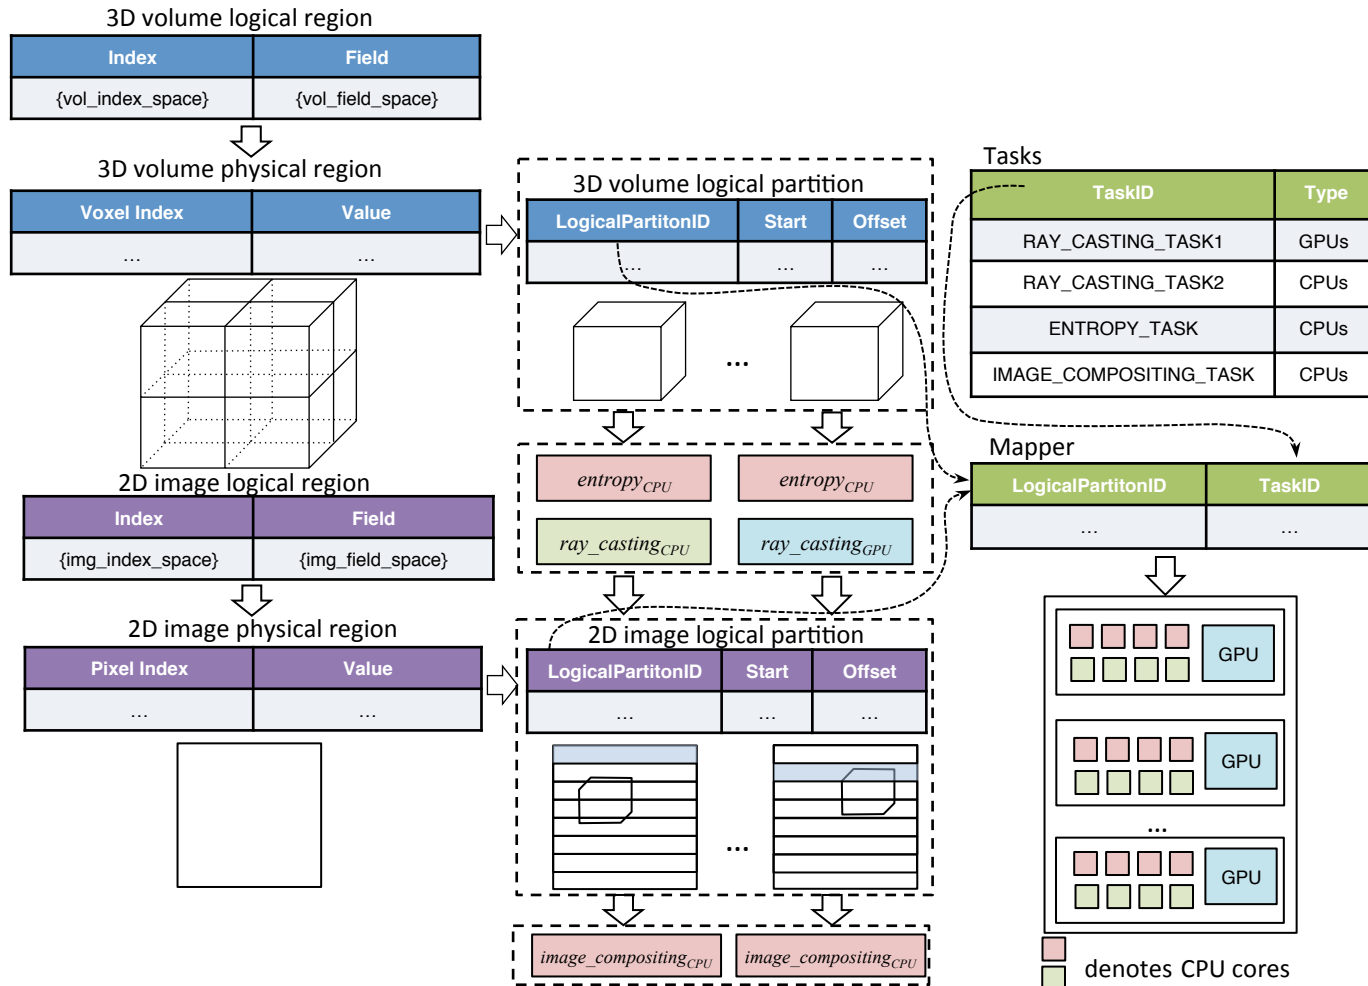 3D volume logical region
Index Field
{vol_index_space} {vol_field_space}
3D volume physical region
Voxel Index Value
... ...
2D image logical region
Index Field
{img_index_space} {img_field_space}
2D image physical region
Pixel Index Value
... ...
3D volume logical partition
LogicalPartitonID Start Offset
... ... ...
...
entropyCPU entropyCPU
ray_castingCPU ray_castingGPU
2D image logical partition
LogicalPartitonID Start Offset
... ... ...
...
image_compositingCPU image_compositingCPU
Tasks
TaskID Type
RAY_CASTING_TASK1 GPUs
RAY_CASTING_TASK2 CPUs
ENTROPY_TASK CPUs
IMAGE_COMPOSITING_TASK CPUs
Mapper
LogicalPartitonID TaskID
... ...
GPU
GPU
...
GPU
denotes CPU cores